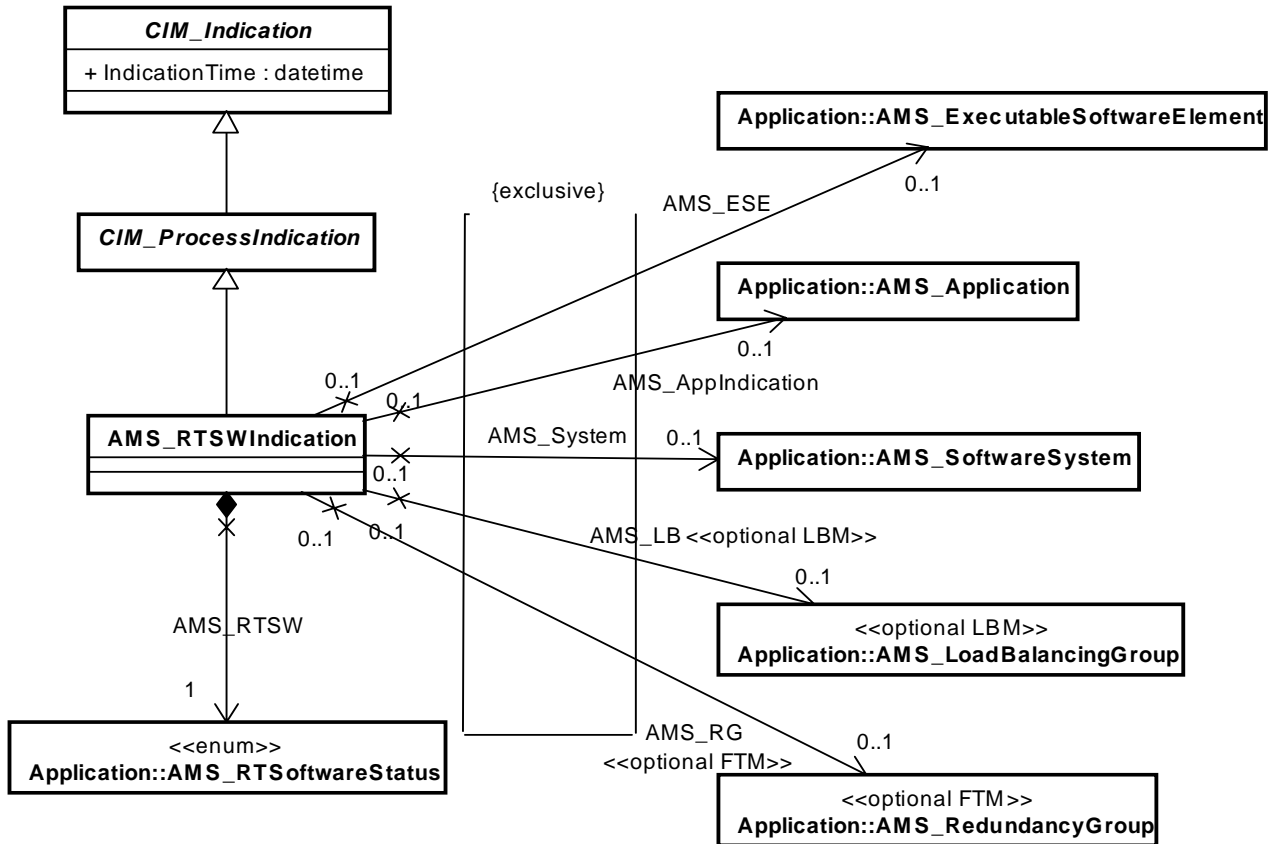 CIM_Indication
+ IndicationTime : datetime
Application::AMS_ExecutableSoftwareElement
0..1
{exclusive}
AMS_ESE
CIM_ProcessIndication
Application::AMS_Application
0..1
0..1
AMS_AppIndication
0..1
AMS_RTSWIndication
AMS_System
0..1
Application::AMS_SoftwareSystem
0..1
0..1
0..1
AMS_LB <<optional LBM>>
0..1
<<optional LBM>>
Application::AMS_LoadBalancingGroup
AMS_RTSW
1
<<enum>>
Application::AMS_RTSoftwareStatus
AMS_RG
<<optional FTM>>
0..1
<<optional FTM>>
Application::AMS_RedundancyGroup